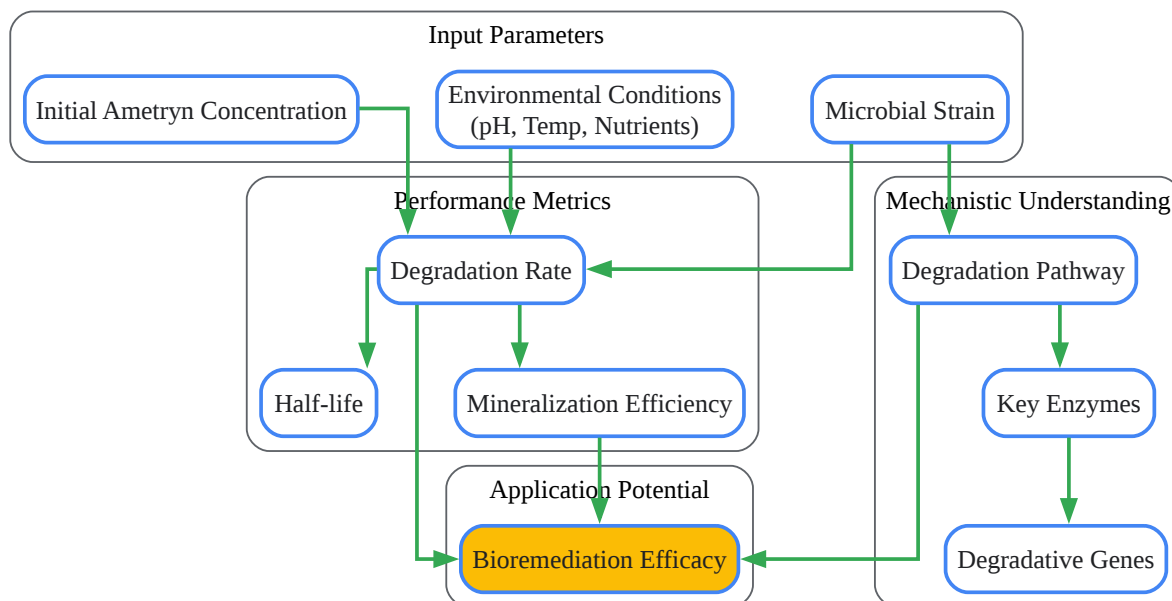 Input Parameters
Initial Ametryn Concentration
Environmental Conditions
(pH, Temp, Nutrients)
Microbial Strain
Performance Metrics
Mechanistic Understanding
Degradation Rate
Degradation Pathway
Half-life
Mineralization Efficiency
Key Enzymes
Application Potential
Bioremediation Efficacy
Degradative Genes